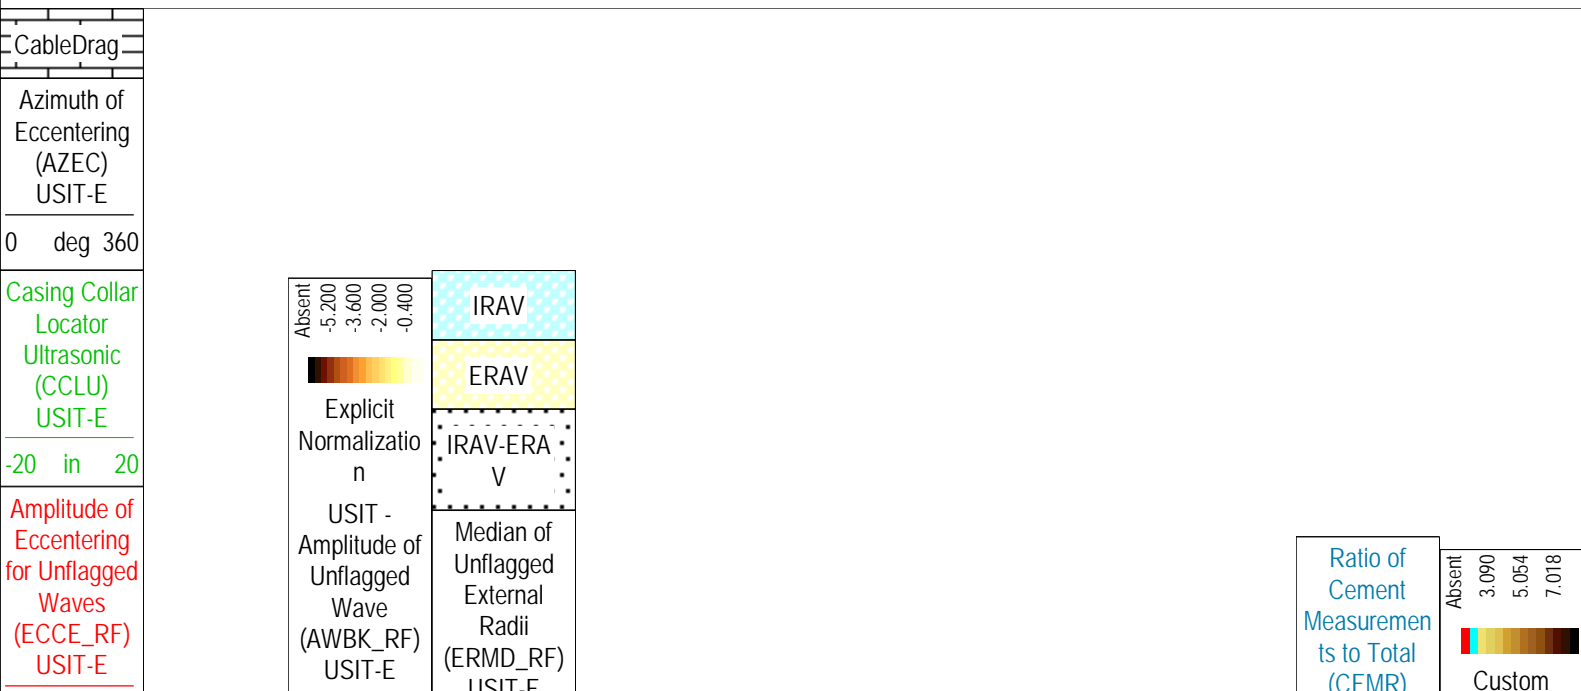 CableDrag
Azimuth of
Eccentering
(AZEC)
USIT-E
0 deg 360
Casing Collar
Locator
Ultrasonic
(CCLU)
USIT-E
-20 in 20
Amplitude of
Eccentering
for Unflagged
Waves
(ECCE_RF)
USIT-E
Absent
-5.200
-3.600
-2.000
-0.400
Explicit
Normalizatio
n
USIT -
Amplitude of
Unflagged
Wave
(AWBK_RF)
USIT-E
IRAV
ERAV
IRAV-ERA
V
Median of
Unflagged
External
Radii
(ERMD_RF)
USIT-E
Ratio of
Cement
Measuremen
ts to Total
(CEMR)
Absent
3.090
5.054
7.018
Custom